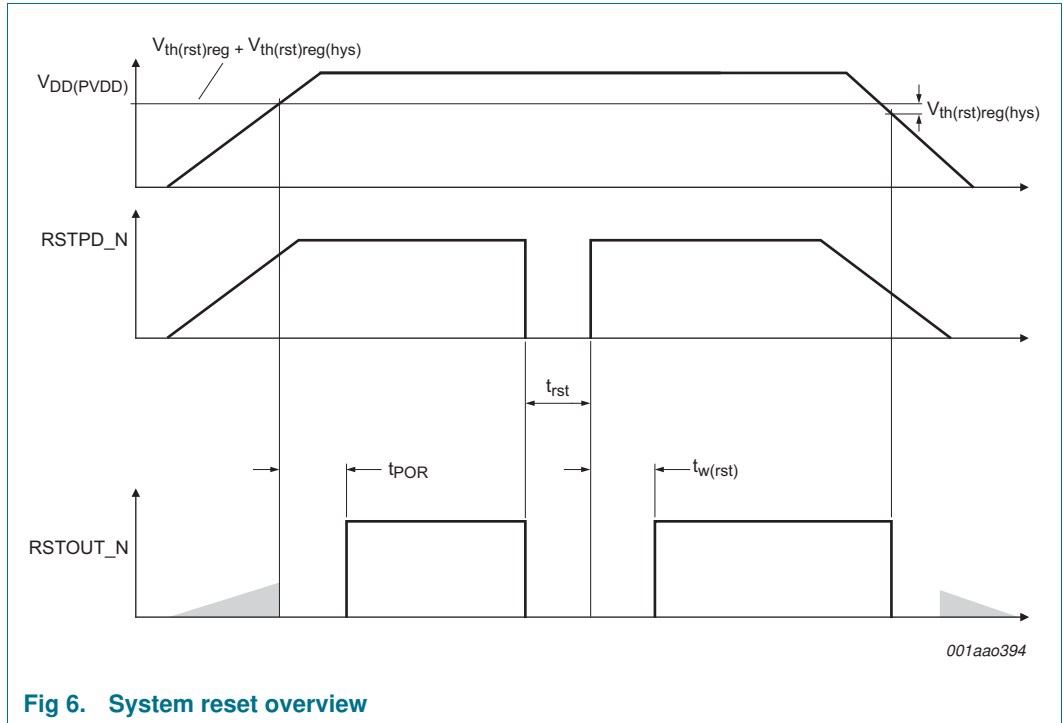 Vth(rst)reg + Vth(rst)reg(hys)
VDD(PVDD)
Vth(rst)reg(hys)
RSTPD_N
trst
tPOR
tw(rst)
RSTOUT_N
001aao394
Fig 6. System reset overview